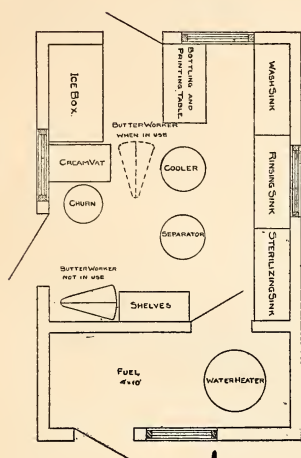 ICE BOX.
BOTTLING AND
PRINTING TABLE
WASH SINK
BUTTER WORKER
WHEN IN USE
CREAM VAT
COOLER
RINSING SINK
CHURN
SEPARATOR
STERILIZING SINK
BUTTER WORKER
NOT IN USE
SHELVES
FUEL
4'x10'
WATER HEATER